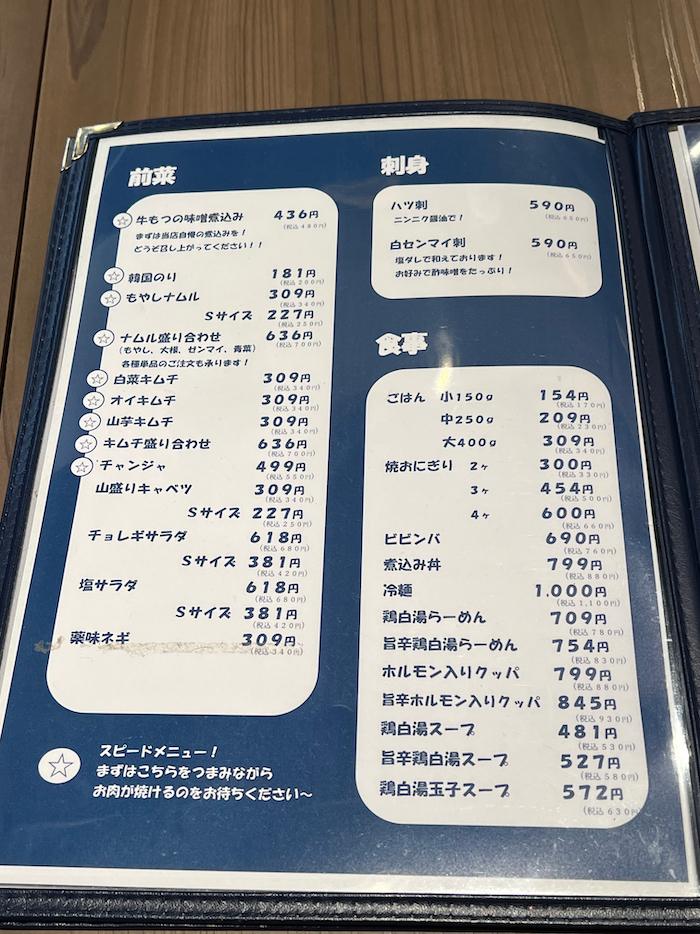 前菜
☆ 牛もつの味噌煮込み 436円
(税込480円)
まずは当店自慢の煮込みを!
どうぞ召し上がってください!!
☆ 韓国のり 181円
(税込200円)
☆ もやしナムル 309円
(税込340円)
Sサイズ 227円
(税込250円)
☆ ナムル盛り合わせ 636円
(税込700円)
(もやし、大根、ゼンマイ、青菜)
各種単品のご注文も承ります!
☆ 白菜キムチ 309円
(税込340円)
☆ オイキムチ 309円
(税込340円)
☆ 山芋キムチ 309円
(税込340円)
☆ キムチ盛り合わせ 636円
(税込700円)
☆ チャンジャ 499円
(税込550円)
山盛りキャベツ 309円
(税込340円)
Sサイズ 227円
(税込250円)
チョレギサラダ 618円
(税込680円)
Sサイズ 381円
(税込420円)
塩サラダ 618円
(税込680円)
Sサイズ 381円
(税込420円)
薬味ネギ 309円
(税込340円)
☆ スピードメニュー!
まずはこちらをつまみながら
お肉が焼けるのをお待ちください〜
刺身
ハツ刺 590円
(税込650円)
ニンニク醤油で!
白センマイ刺 590円
(税込650円)
塩ダレで和えております!
お好みで酢味噌をたっぷり!
食事
ごはん 小150g 154円
(税込170円)
中250g 209円
(税込230円)
大400g 309円
(税込340円)
焼おにぎり 2ヶ 300円
(税込330円)
3ヶ 454円
(税込500円)
4ヶ 600円
(税込660円)
ビビンバ 690円
(税込760円)
煮込み丼 799円
(税込880円)
冷麺 1,000円
(税込1,100円)
鶏白湯らーめん 709円
(税込780円)
旨辛鶏白湯らーめん 754円
(税込830円)
ホルモン入りクッパ 799円
(税込880円)
旨辛ホルモン入りクッパ 845円
(税込930円)
鶏白湯スープ 481円
(税込530円)
旨辛鶏白湯スープ 527円
(税込580円)
鶏白湯玉子スープ 572円
(税込630円)